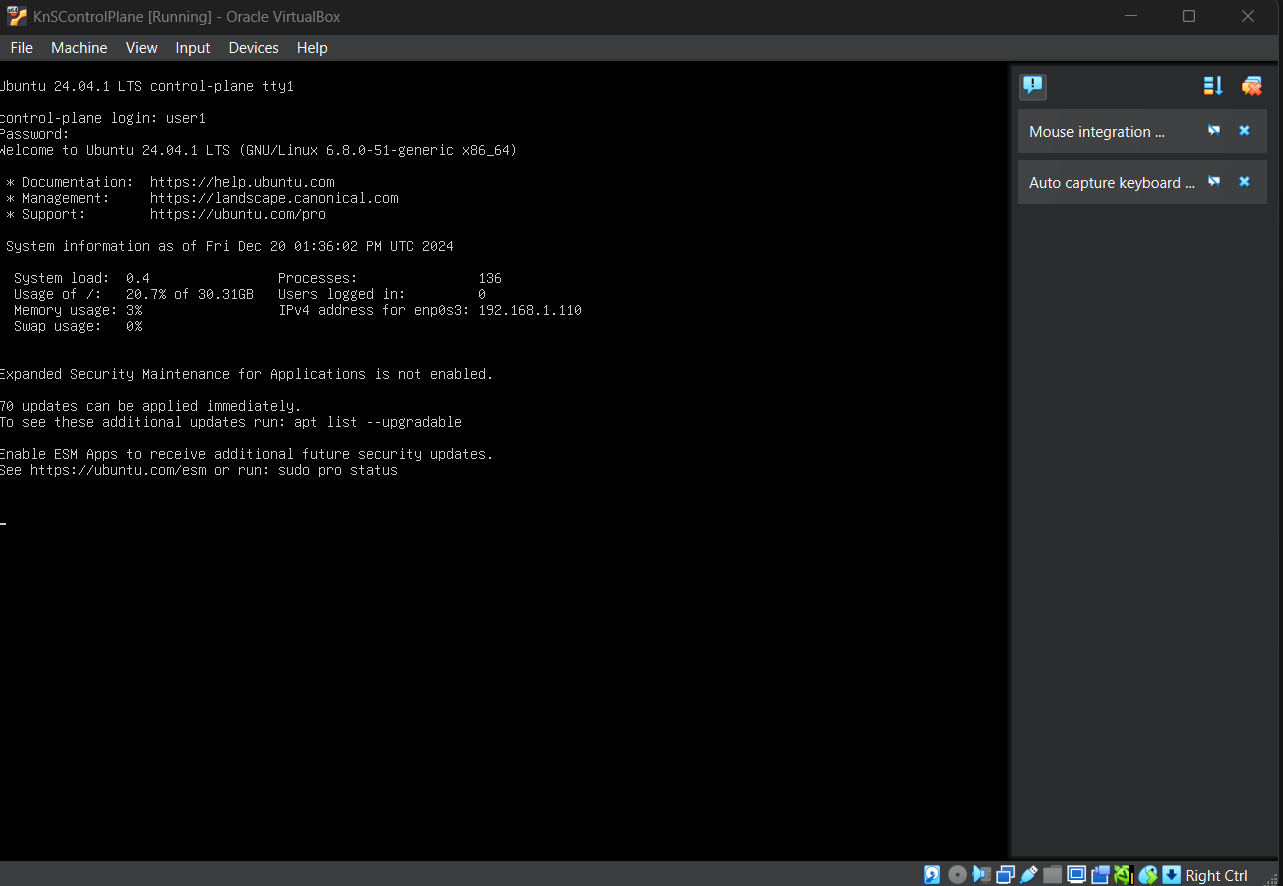 KnSControlPlane [Running] - Oracle VirtualBox
File Machine View Input Devices Help
Ubuntu 24.04.1 LTS control-plane tty1
control-plane login: user1
Password:
Welcome to Ubuntu 24.04.1 LTS (GNU/Linux 6.8.0-51-generic x86_64)
* Documentation: https://help.ubuntu.com
* Management: https://landscape.canonical.com
* Support: https://ubuntu.com/pro
System information as of Fri Dec 20 01:36:02 PM UTC 2024
System load: 0.4 Processes: 136
Usage of /: 20.7% of 30.31GB Users logged in: 0
Memory usage: 3% IPv4 address for enp0s3: 192.168.1.110
Swap usage: 0%
Expanded Security Maintenance for Applications is not enabled.
70 updates can be applied immediately.
To see these additional updates run: apt list --upgradable
Enable ESM Apps to receive additional future security updates.
See https://ubuntu.com/esm or run: sudo pro status
Mouse integration ...
Auto capture keyboard ...
Right Ctrl